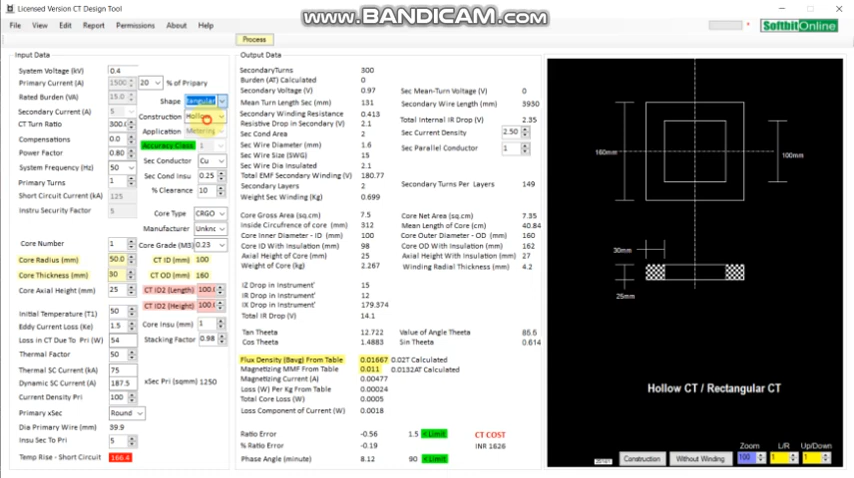 Licensed Version CT Design Tool
WWW.BANDICAM.COM
File View Edit Report Permissions About Help
* Softbit Online
Process
Input Data
System Voltage (kV) 0.4
Primary Current (A) 1500 20 % of Pripary
Rated Burden (VA) 15.0
Shape
Secondary Current (A) 5
Construction Hollow
CT Turn Ratio 300.
Application Metering
Compensations 0.0
Accuracy Class 1
Power Factor 0.80
Sec Conductor Cu
System Frequency (Hz) 50
Sec Cond Insu 0.25
Primary Turns 1
% Clearance 10
Short Circuit Current (kA) 125
Instru Security Factor 5
Core Type CRGO
Manufacturer Unknc
Core Number 1
Core Grade (M3) 0.23
Core Radius (mm) 50.0
CT ID (mm) 100
Core Thickness (mm) 30
CT OD (mm) 160
Core Axial Height (mm) 25
CT ID2 (Length) 100.
CT ID2 (Height) 100.
Initial Temperature (T1) 50
Core Insu (mm) 1
Eddy Current Loss (Ke) 1.5
Stacking Factor 0.98
Loss in CT Due To Pri (W) 54
Thermal Factor 50
Thermal SC Current (kA) 75
Dynamic SC Current (kA) 187.5
xSec Pri (sqmm) 1250
Current Density Pri 100
Primary xSec Round
Dia Primary Wire (mm) 39.9
Insu Sec To Pri 5
Temp Rise - Short Circuit 166.4
Output Data
SecondaryTurns 300
Burden (AT) Calculated 0
Secondary Voltage (V) 0.97 Sec Mean-Turn Voltage (V) 0
Mean Turn Length Sec (mm) 131 Secondary Wire Length (mm) 3930
Secondary Winding Resistance 0.413
Resistive Drop in Secondary (V) 2.1 Total Internal IR Drop (V) 2.35
Sec Cond Area 2 Sec Current Density 2.50
Sec Wire Diameter (mm) 1.6
Sec Wire Size (SWG) 15 Sec Parallel Conductor 1
Sec Wire Dia Insulated 2.1
Total EMF Secondary Winding (V) 180.77
Secondary Layers 2 Secondary Turns Per Layers 149
Weight Sec Winding (Kg) 0.699
Core Gross Area (sq.cm) 7.5 Core Net Area (sq.cm) 7.35
Inside Circufrence of core (mm) 312 Mean Length of Core (mm) 40.84
Core Inner Diameter - ID (mm) 100 Core Outer Diameter - OD (mm) 160
Core ID With Insulation (mm) 98 Core OD With Insulation (mm) 162
Axial Height of Core (mm) 25 Axial Height With Insulation (mm) 27
Weight of Core (kg) 2.267 Winding Radial Thickness (mm) 4.2
IZ Drop in Instrument' 15
IR Drop in Instrument' 12
IX Drop in Instrument' 179.374
Total IR Drop (V) 14.1
Tan Theeta 12.722 Value of Angle Theeta 85.5
Cos Theeta 1.4883 Sin Theeta 0.614
Flux Density (Bavg) From Table 0.01667 0.02T Calculated
Magnetizing MMF From Table 0.011 0.0132AT Calculated
Magnetizing Current (A) 0.00477
Loss (W) Per Kg From Table 0.00024
Total Core Loss (W) 0.0005
Loss Component of Current (W) 0.0018
Ratio Error -0.56 1.5 < Limit CT COST
% Ratio Error -0.19 INR 1626
Phase Angle (minute) 8.12 90 < Limit
160mm
100mm
30mm
25mm
Hollow CT / Rectangular CT
Zoom L/R Up/Down
Construction Without Winding 100 1 1